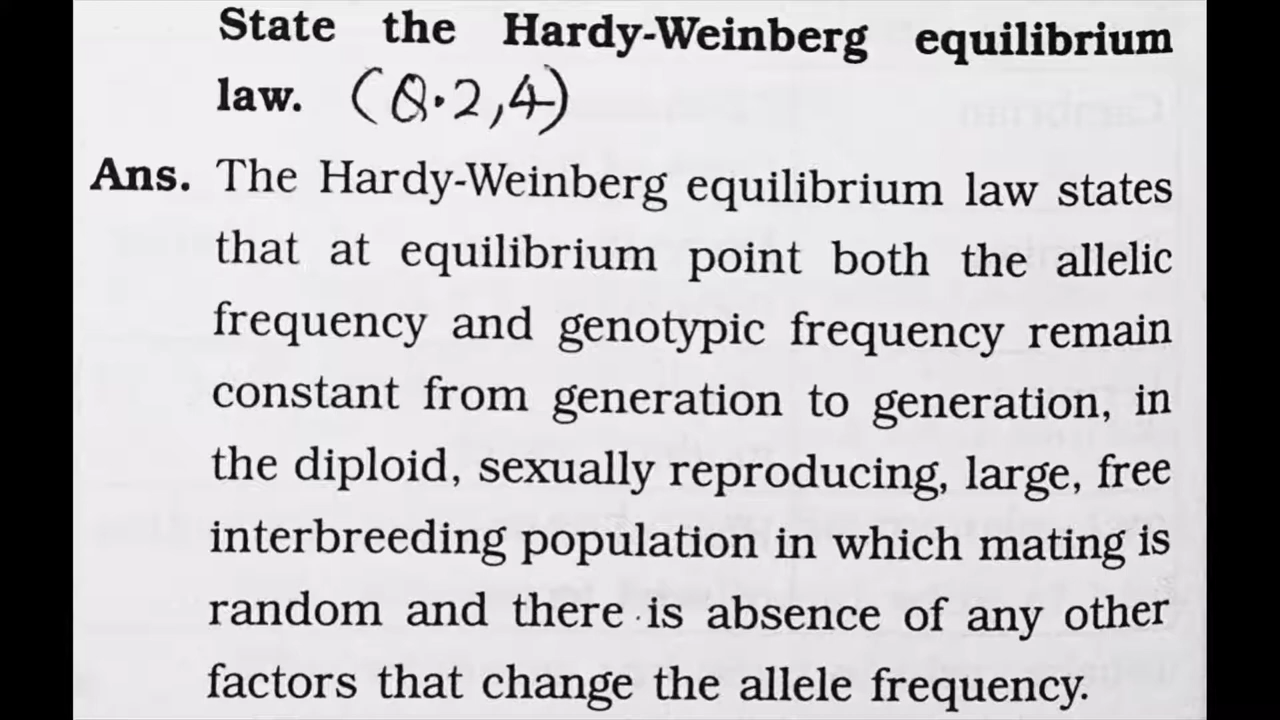 State the Hardy-Weinberg equilibrium
law. (Q.2,4)
Ans. The Hardy-Weinberg equilibrium law states
that at equilibrium point both the allelic
frequency and genotypic frequency remain
constant from generation to generation, in
the diploid, sexually reproducing, large, free
interbreeding population in which mating is
random and there is absence of any other
factors that change the allele frequency.